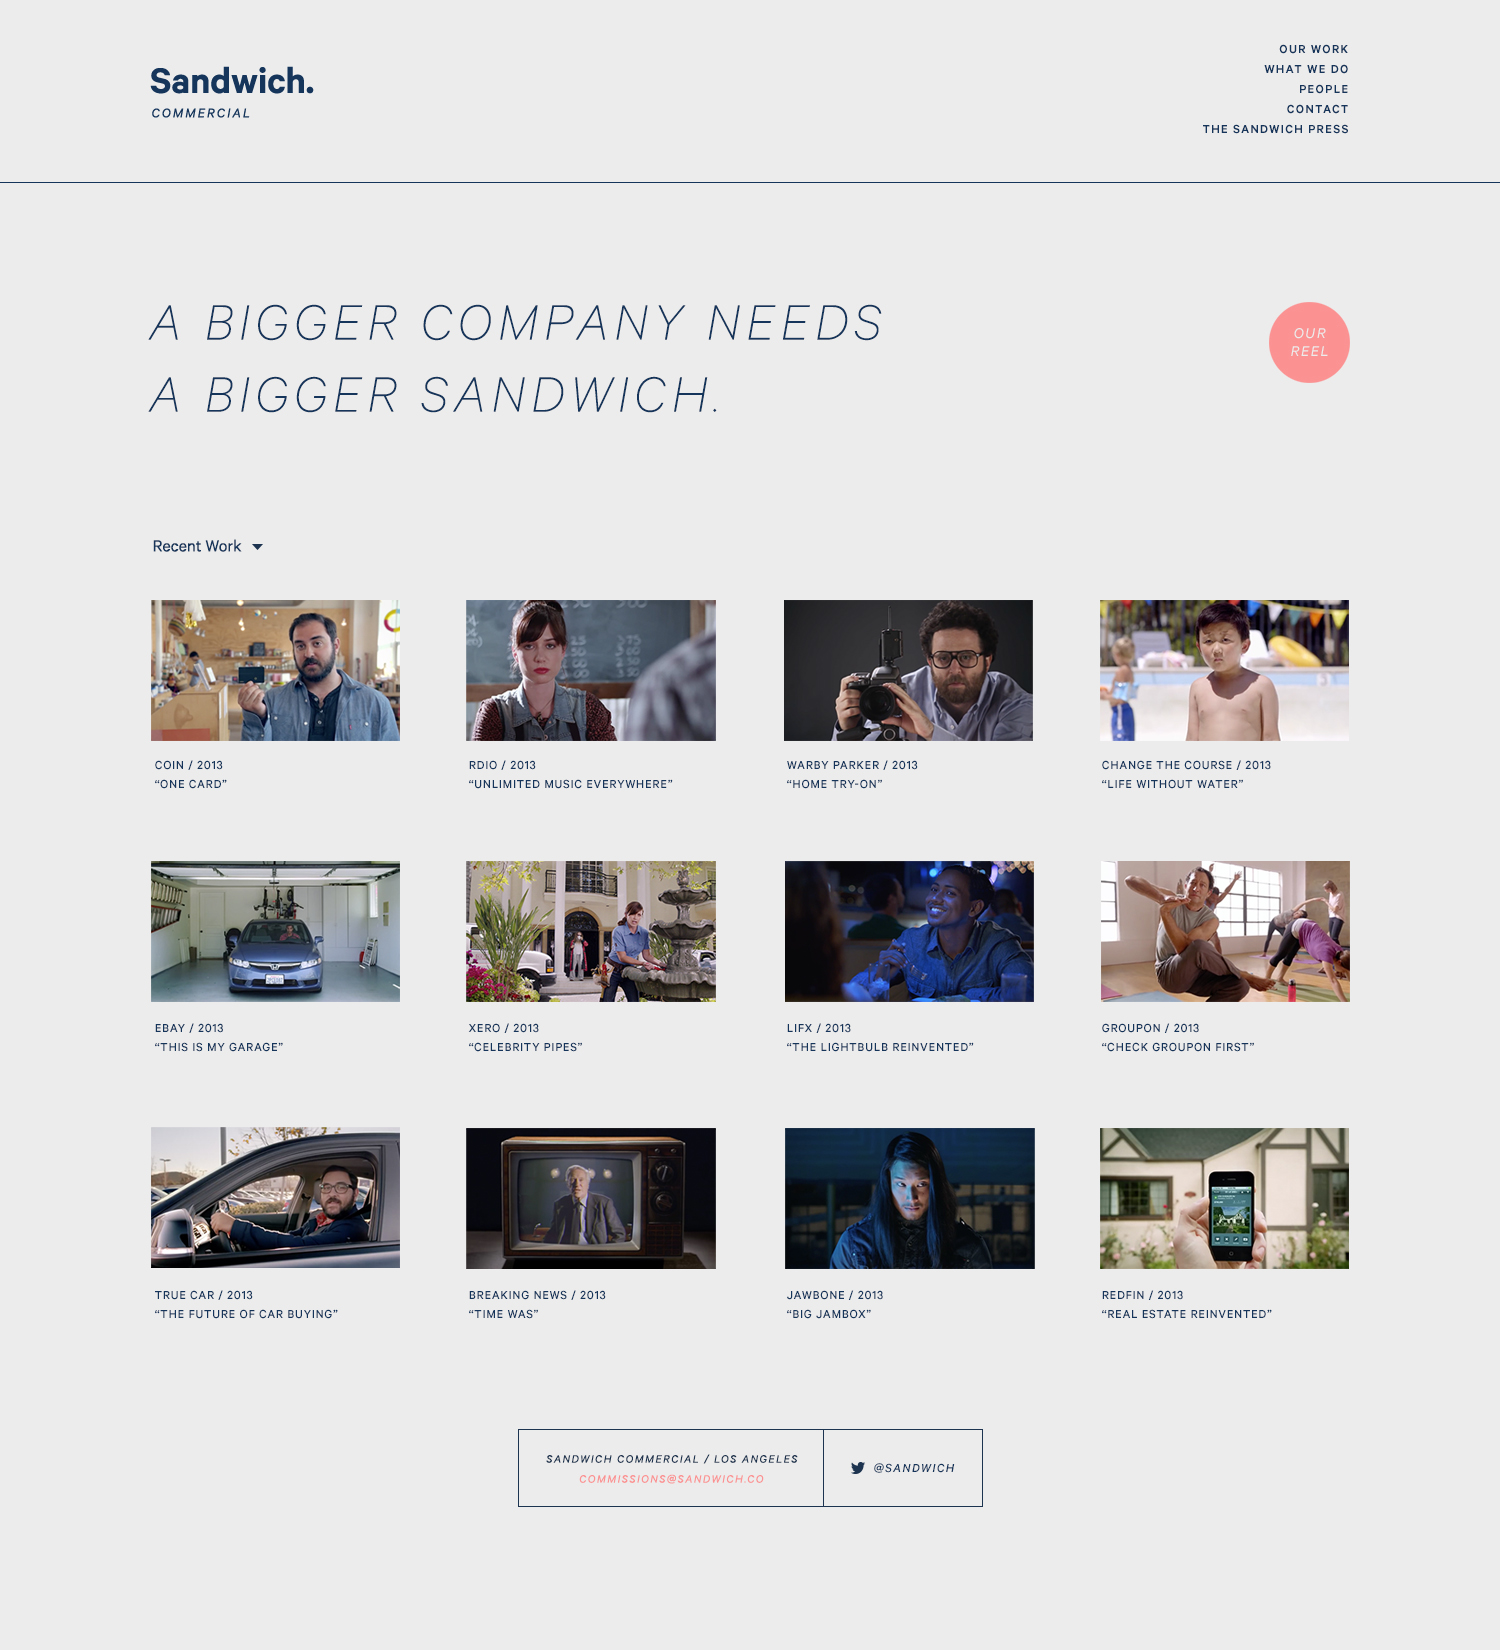 Sandwich.
COMMERCIAL
OUR WORK
WHAT WE DO
PEOPLE
CONTACT
THE SANDWICH PRESS
A BIGGER COMPANY NEEDS
A BIGGER SANDWICH.
OUR
REEL
Recent Work
COIN / 2013
“ONE CARD”
RDIO / 2013
“UNLIMITED MUSIC EVERYWHERE”
WARBY PARKER / 2013
“HOME TRY-ON”
CHANGE THE COURSE / 2013
“LIFE WITHOUT WATER”
EBAY / 2013
“THIS IS MY GARAGE”
XERO / 2013
“CELEBRITY PIPES”
LIFX / 2013
“THE LIGHTBULB REINVENTED”
GROUPON / 2013
“CHECK GROUPON FIRST”
TRUE CAR / 2013
“THE FUTURE OF CAR BUYING”
BREAKING NEWS / 2013
“TIME WAS”
JAWBONE / 2013
“BIG JAMBOX”
REDFIN / 2013
“REAL ESTATE REINVENTED”
SANDWICH COMMERCIAL / LOS ANGELES
COMMISSIONS@SANDWICH.CO
@SANDWICH